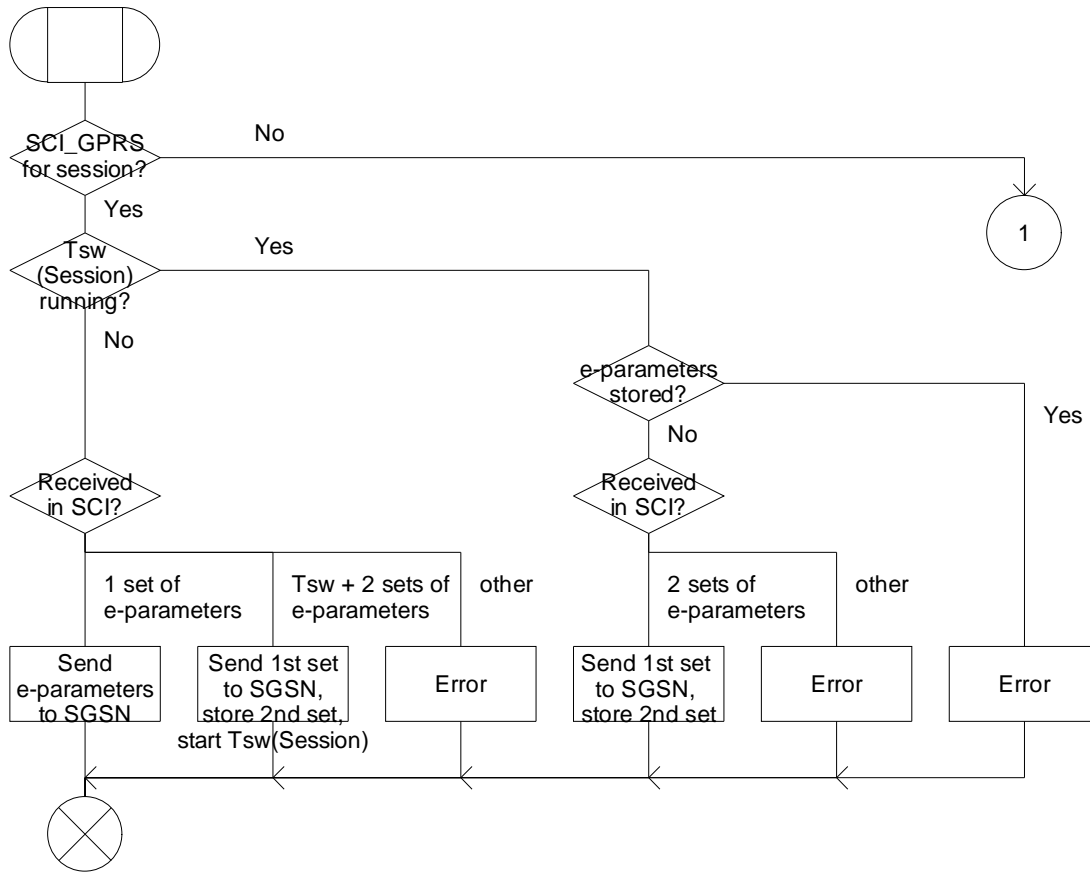 SCI_GPRS
for session?
No
Yes
1
Tsw
(Session)
running?
Yes
No
e-parameters
stored?
Yes
No
Received
in SCI?
Received
in SCI?
1 set of
e-parameters
Tsw + 2 sets of
e-parameters
other
2 sets of
e-parameters
other
Send
e-parameters
to SGSN
Send 1st set
to SGSN,
store 2nd set,
start Tsw(Session)
Error
Send 1st set
to SGSN,
store 2nd set
Error
Error